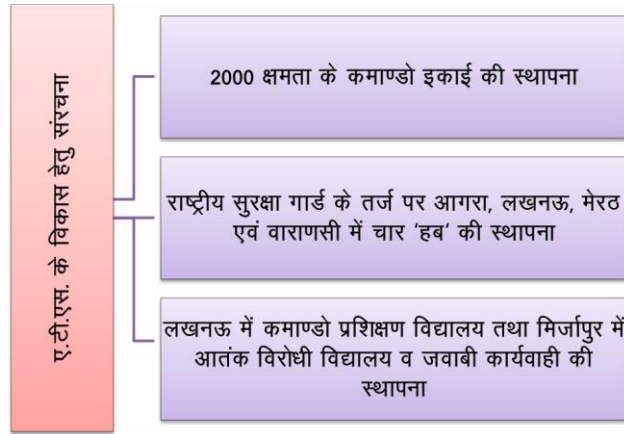 ए.टी.एस. के विकास हेतु संरचना
2000 क्षमता के कमाण्डो इकाई की स्थापना
राष्ट्रीय सुरक्षा गार्ड के तर्ज पर आगरा, लखनऊ, मेरठ
एवं वाराणसी में चार 'हब' की स्थापना
लखनऊ में कमाण्डो प्रशिक्षण विद्यालय तथा मिर्जापुर में
आतंक विरोधी विद्यालय व जवाबी कार्यवाही की
स्थापना